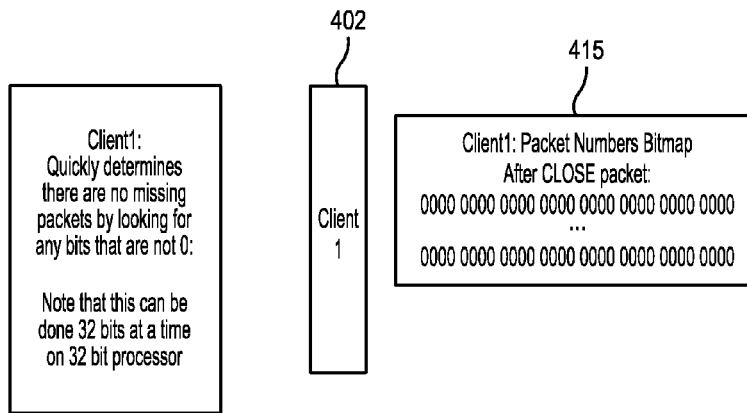 402
415
Client1:
Quickly determines
there are no missing
packets by looking for
any bits that are not 0:
Note that this can be
done 32 bits at a time
on 32 bit processor
Client
1
Client1: Packet Numbers Bitmap
After CLOSE packet:
0000 0000 0000 0000 0000 0000 0000 0000
...
0000 0000 0000 0000 0000 0000 0000 0000